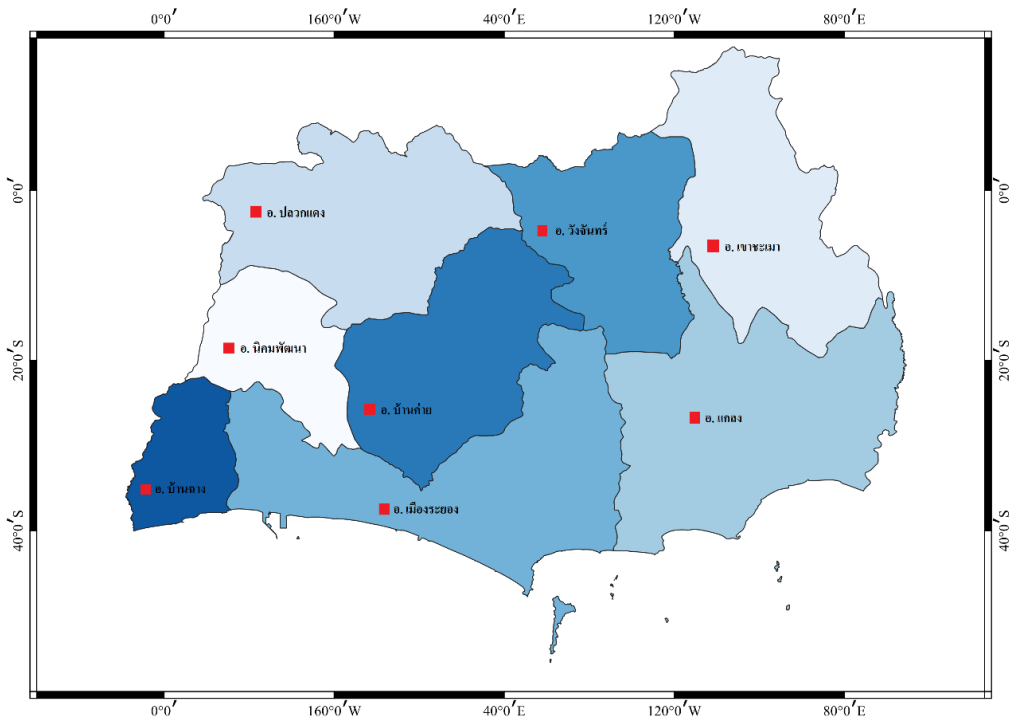 0°0′ 160°0′W 40°0′E 120°0′W 80°0′E
0°0′ 0°0′
อ. ปลวกแดง
อ. วังจันทร์
อ. เขาชะเมา
อ. นิคมพัฒนา
20°0′S 20°0′S
อ. บ้านค่าย
อ. แกลง
อ. บ้านฉาง
อ. เมืองระยอง
40°0′S 40°0′S
0°0′ 160°0′W 40°0′E 120°0′W 80°0′E